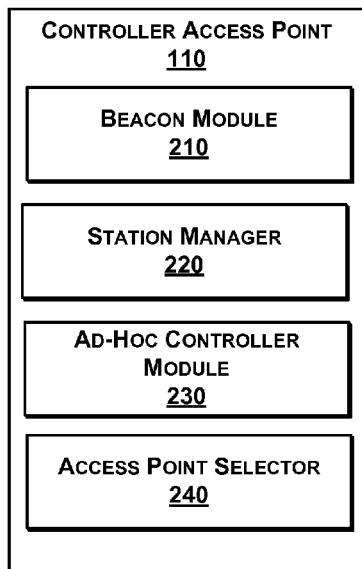 CONTROLLER ACCESS POINT
110
BEACON MODULE
210
STATION MANAGER
220
AD-HOC CONTROLLER
MODULE
230
ACCESS POINT SELECTOR
240